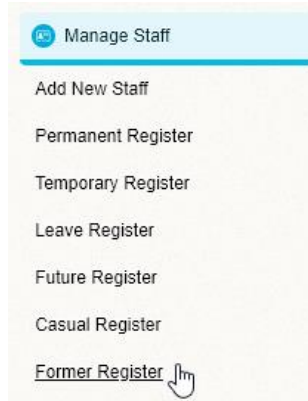 Manage Staff
Add New Staff
Permanent Register
Temporary Register
Leave Register
Future Register
Casual Register
Former Register